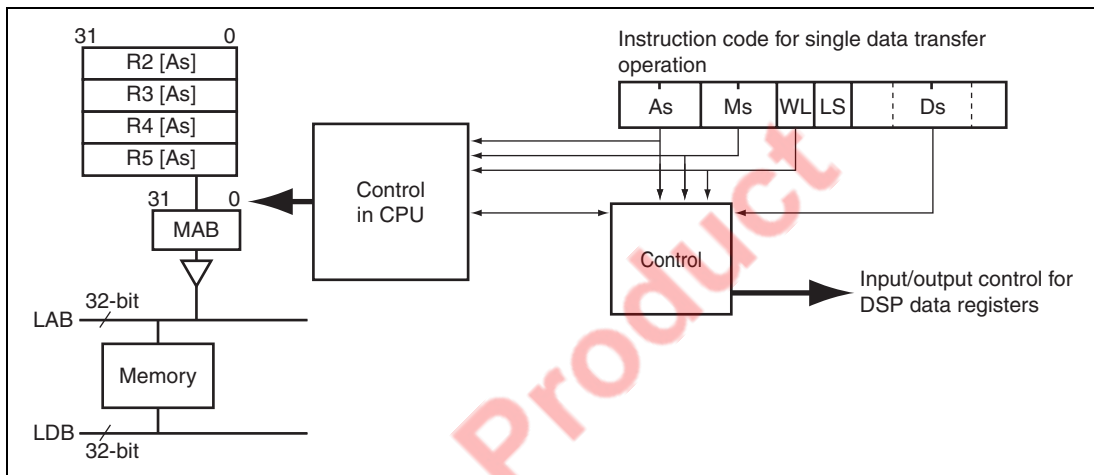 31 0
R2 [As]
R3 [As]
R4 [As]
R5 [As]
31 0
MAB
32-bit
LAB
Memory
LDB
32-bit
Control
in CPU
Instruction code for single data transfer
operation
As Ms WL LS Ds
Control
Input/output control for
DSP data registers
Product